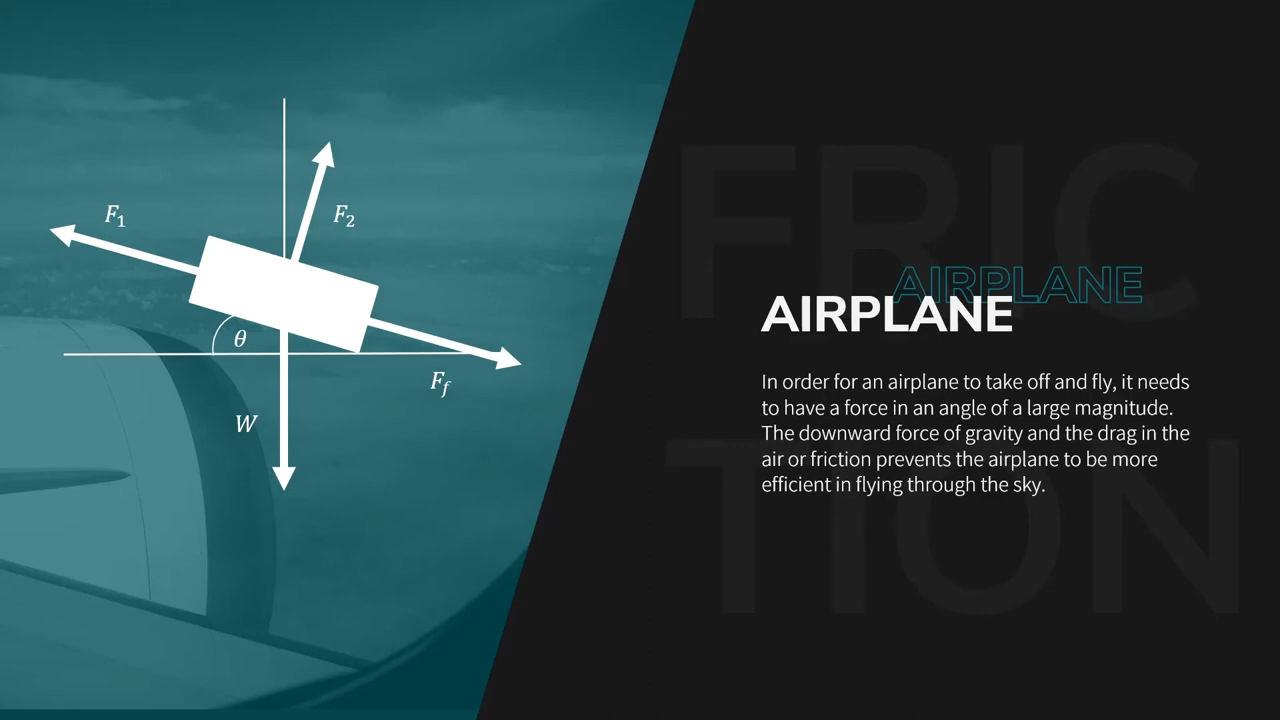 F₁
F₂
θ
F_f
W
FRIC
TION
AIRPLANE
AIRPLANE
In order for an airplane to take off and fly, it needs
to have a force in an angle of a large magnitude.
The downward force of gravity and the drag in the
air or friction prevents the airplane to be more
efficient in flying through the sky.